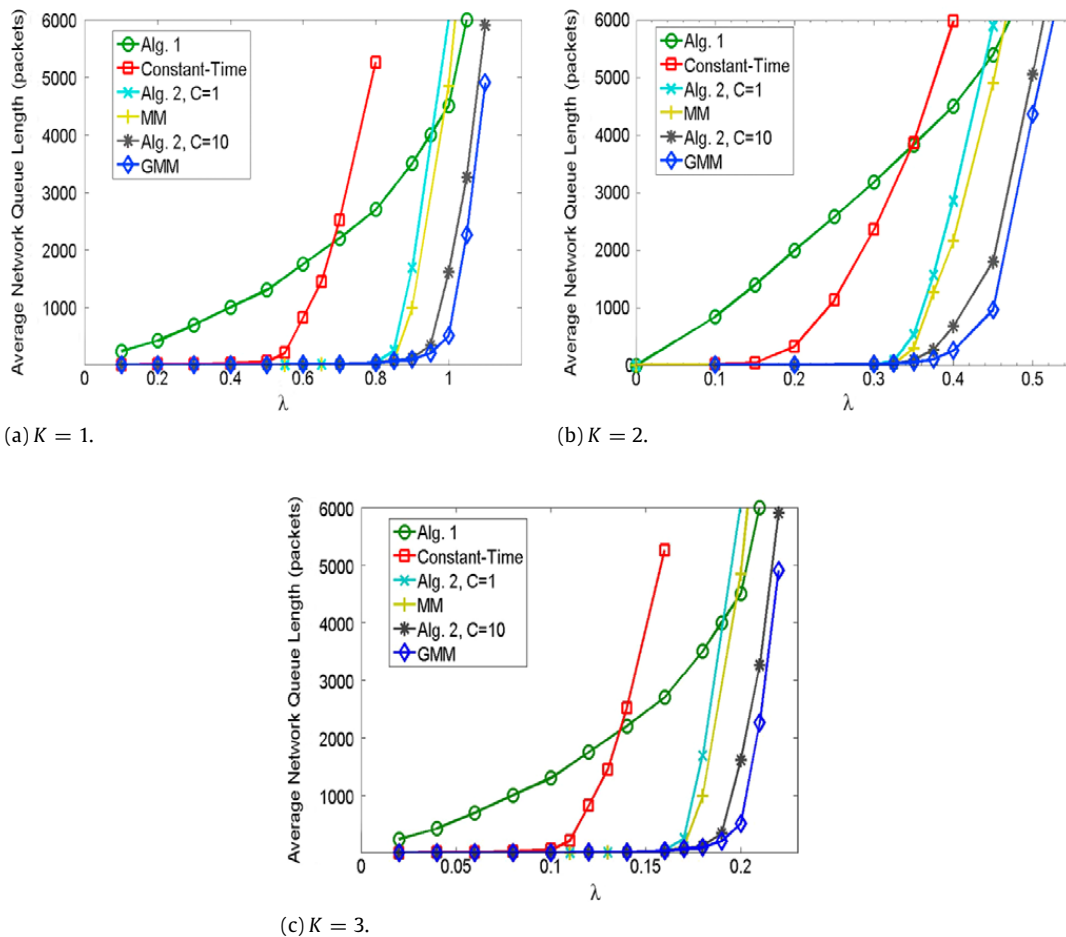 Average Network Queue Length (packets)
6000
5000
4000
3000
2000
1000
0
0.2
0.4
0.6
0.8
1
λ
Alg. 1
Constant-Time
Alg. 2, C=1
MM
Alg. 2, C=10
GMM
(a) K = 1.
Average Network Queue Length (packets)
6000
5000
4000
3000
2000
1000
0
0.1
0.2
0.3
0.4
0.5
λ
Alg. 1
Constant-Time
Alg. 2, C=1
MM
Alg. 2, C=10
GMM
(b) K = 2.
Average Network Queue Length (packets)
6000
5000
4000
3000
2000
1000
0
0.05
0.1
0.15
0.2
λ
Alg. 1
Constant-Time
Alg. 2, C=1
MM
Alg. 2, C=10
GMM
(c) K = 3.